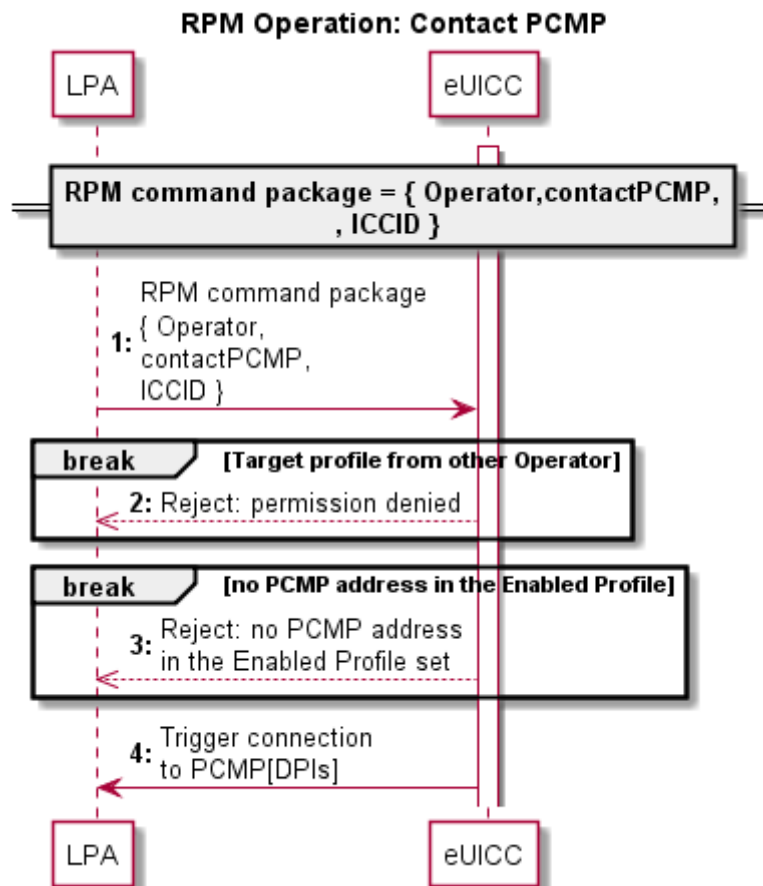 RPM Operation: Contact PCMP
LPA
eUICC
RPM command package = { Operator,contactPCMP,
, ICCID }
RPM command package
{ Operator,
1:
contactPCMP,
ICCID }
break
[Target profile from other Operator]
2: Reject: permission denied
break
[no PCMP address in the Enabled Profile]
3:
Reject: no PCMP address
in the Enabled Profile set
4:
Trigger connection
to PCMP[DPIs]
LPA
eUICC